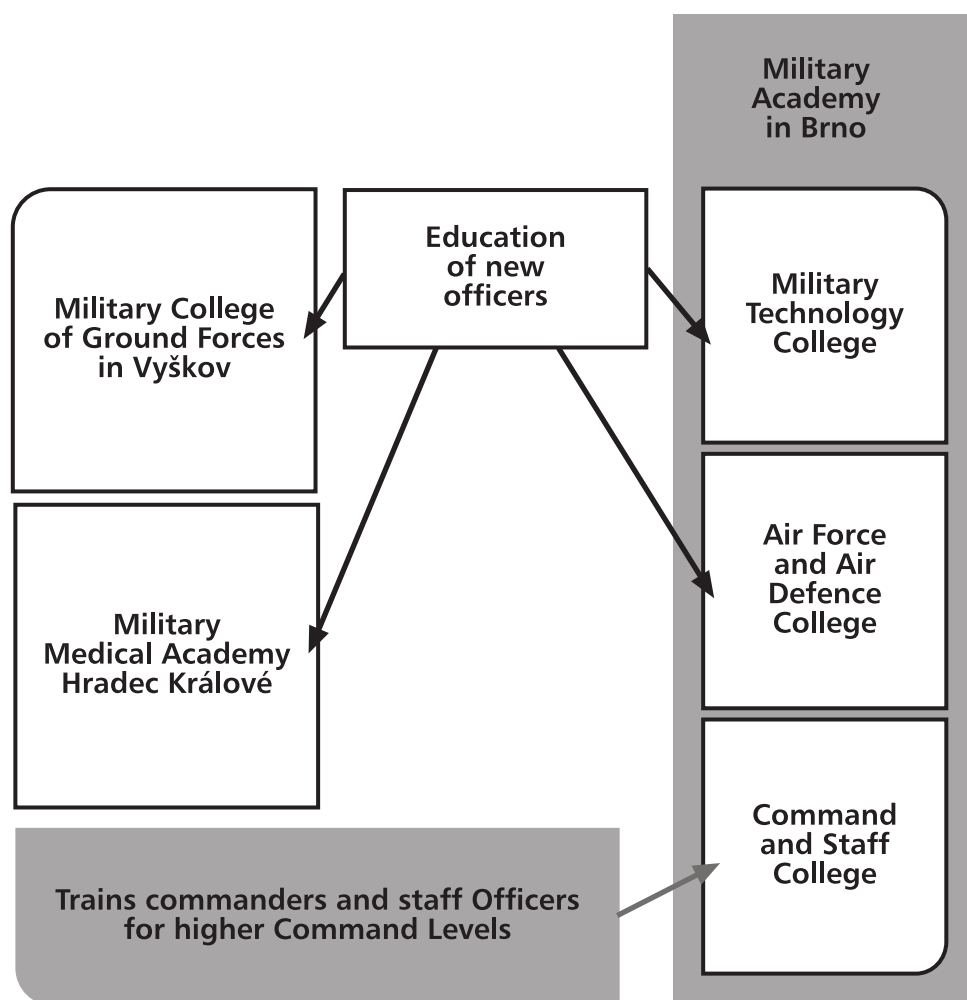 Military
Academy
in Brno
Education
of new
officers
Military College
of Ground Forces
in Vyškov
Military
Technology
College
Air Force
and Air
Defence
College
Military
Medical Academy
Hradec Králové
Command
and Staff
College
Trains commanders and staff Officers
for higher Command Levels